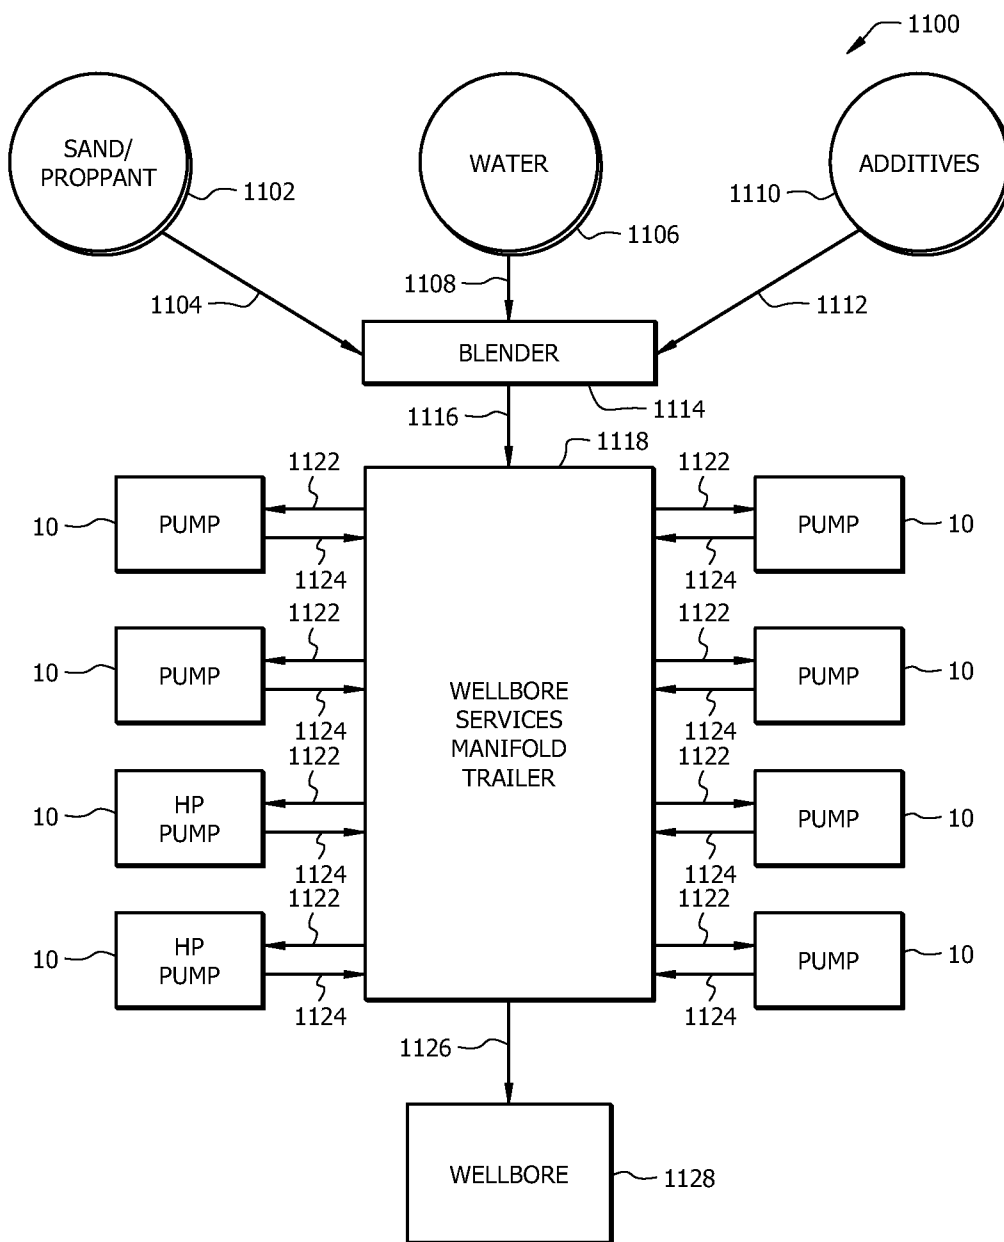 1100
SAND/
PROPPANT
WATER
ADDITIVES
1102
1106
1110
1104
1108
1112
BLENDER
1116
1114
1118
1122
1122
10
PUMP
PUMP
10
1124
1124
1122
1122
10
PUMP
PUMP
10
1124
1124
WELLBORE
SERVICES
MANIFOLD
TRAILER
1122
1122
10
HP
PUMP
PUMP
10
1124
1124
1122
1122
10
HP
PUMP
PUMP
10
1124
1124
1126
WELLBORE
1128